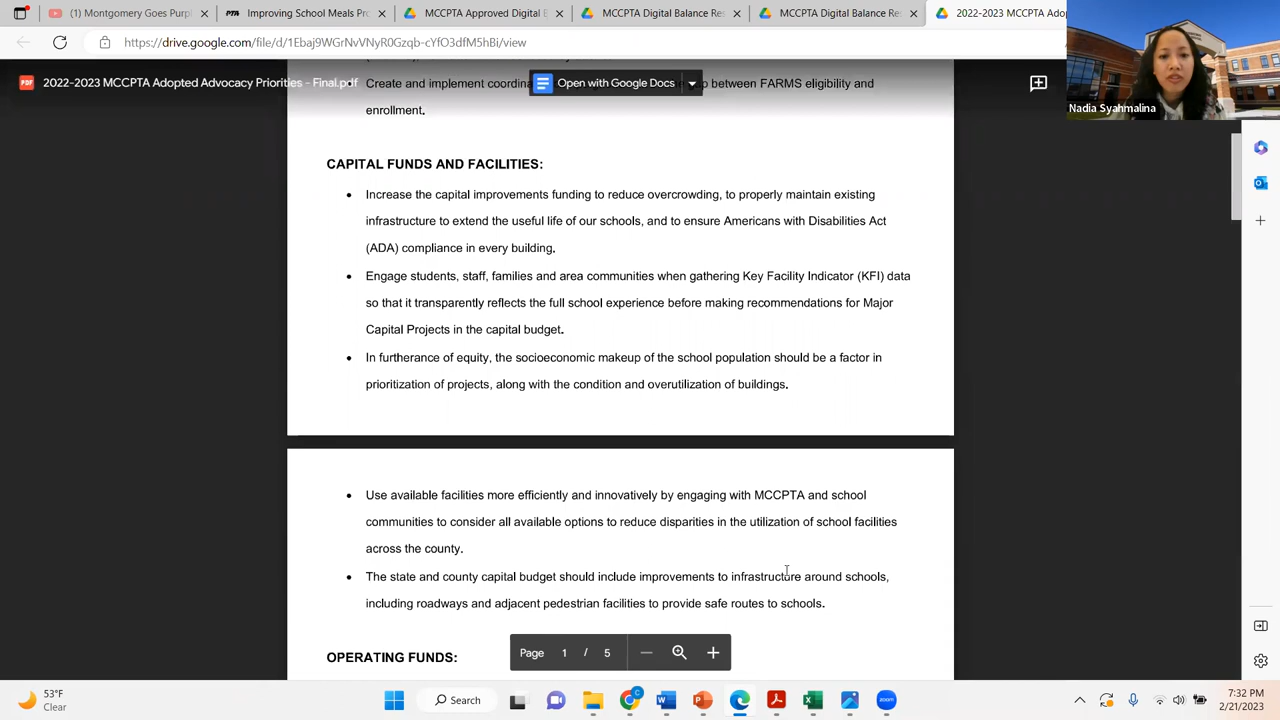 (1) Montgomery Goes Purp
Improving School Meals Pro
MCCPTA Approved Digital E
MCCPTA Digital Balance Re
MCCPTA Digital Balance Re
2022-2023 MCCPTA Ado
https://drive.google.com/file/d/1Ebaj9WGrNvVNyR0Gzqb-cYfO3dfM5hBi/view
PDF 2022-2023 MCCPTA Adopted Advocacy Priorities - Final.pdf
Open with Google Docs
Nadia Syahmalina
Create and implement coordina between FARMS eligibility and
enrollment.
CAPITAL FUNDS AND FACILITIES:
• Increase the capital improvements funding to reduce overcrowding, to properly maintain existing
infrastructure to extend the useful life of our schools, and to ensure Americans with Disabilities Act
(ADA) compliance in every building.
• Engage students, staff, families and area communities when gathering Key Facility Indicator (KFI) data
so that it transparently reflects the full school experience before making recommendations for Major
Capital Projects in the capital budget.
• In furtherance of equity, the socioeconomic makeup of the school population should be a factor in
prioritization of projects, along with the condition and overutilization of buildings.
• Use available facilities more efficiently and innovatively by engaging with MCCPTA and school
communities to consider all available options to reduce disparities in the utilization of school facilities
across the county.
• The state and county capital budget should include improvements to infrastructure around schools,
including roadways and adjacent pedestrian facilities to provide safe routes to schools.
OPERATING FUNDS:
Page 1 / 5
53°F
Clear
Search
zoom
7:32 PM
2/21/2023